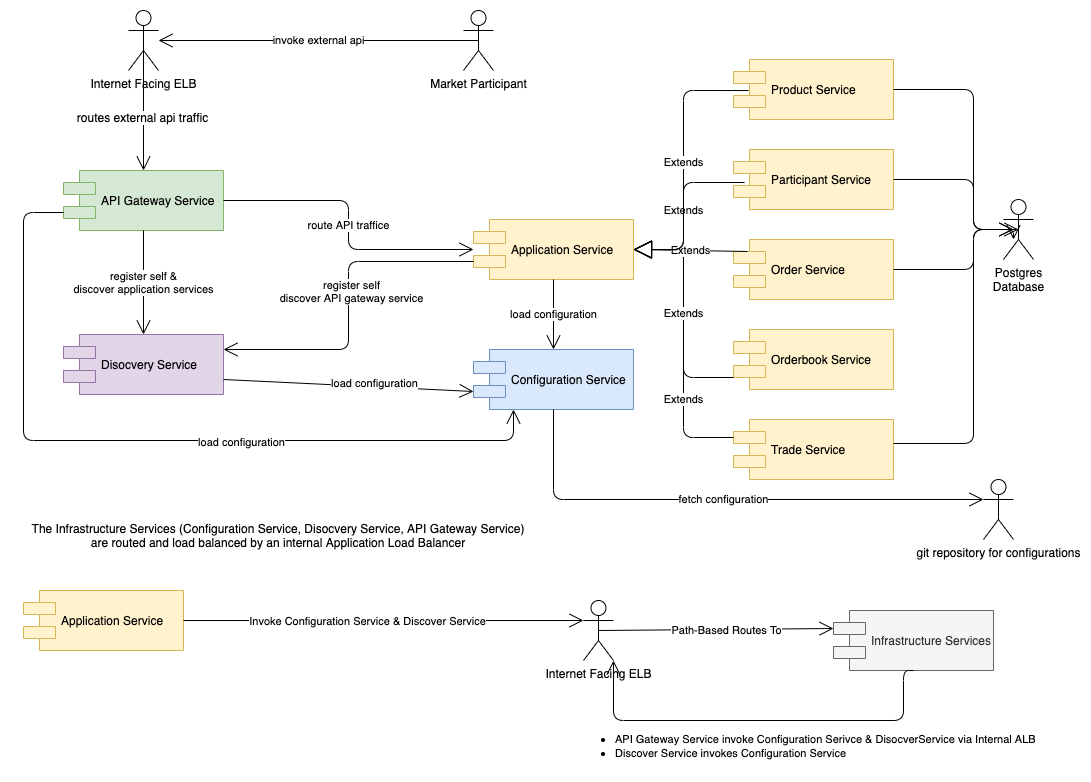 invoke external api
Internet Facing ELB
Market Participant
routes external api traffic
Product Service
Extends
API Gateway Service
Participant Service
Extends
route API traffice
Application Service
Extends
Order Service
Postgres
Database
register self &
discover application services
register self
discover API gateway service
load configuration
Extends
Disocvery Service
load configuration
Configuration Service
Orderbook Service
Extends
load configuration
Trade Service
fetch configuration
The Infrastructure Services (Configuration Service, Disocvery Service, API Gateway Service)
are routed and load balanced by an internal Application Load Balancer
git repository for configurations
Application Service
Invoke Configuration Service & Discover Service
Path-Based Routes To
Infrastructure Services
Internet Facing ELB
• API Gateway Service invoke Configuration Serivce & DisocverService via Internal ALB
• Discover Service invokes Configuration Service